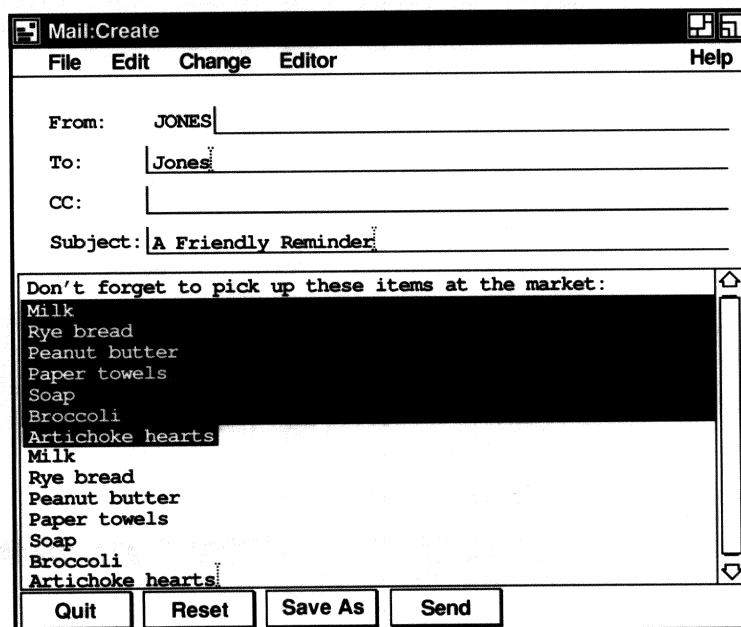 Mail:Create
File Edit Change Editor Help
From: JONES
To: Jones
CC:
Subject: A Friendly Reminder
Don't forget to pick up these items at the market:
Milk
Rye bread
Peanut butter
Paper towels
Soap
Broccoli
Artichoke hearts
Milk
Rye bread
Peanut butter
Paper towels
Soap
Broccoli
Artichoke hearts
Quit Reset Save As Send